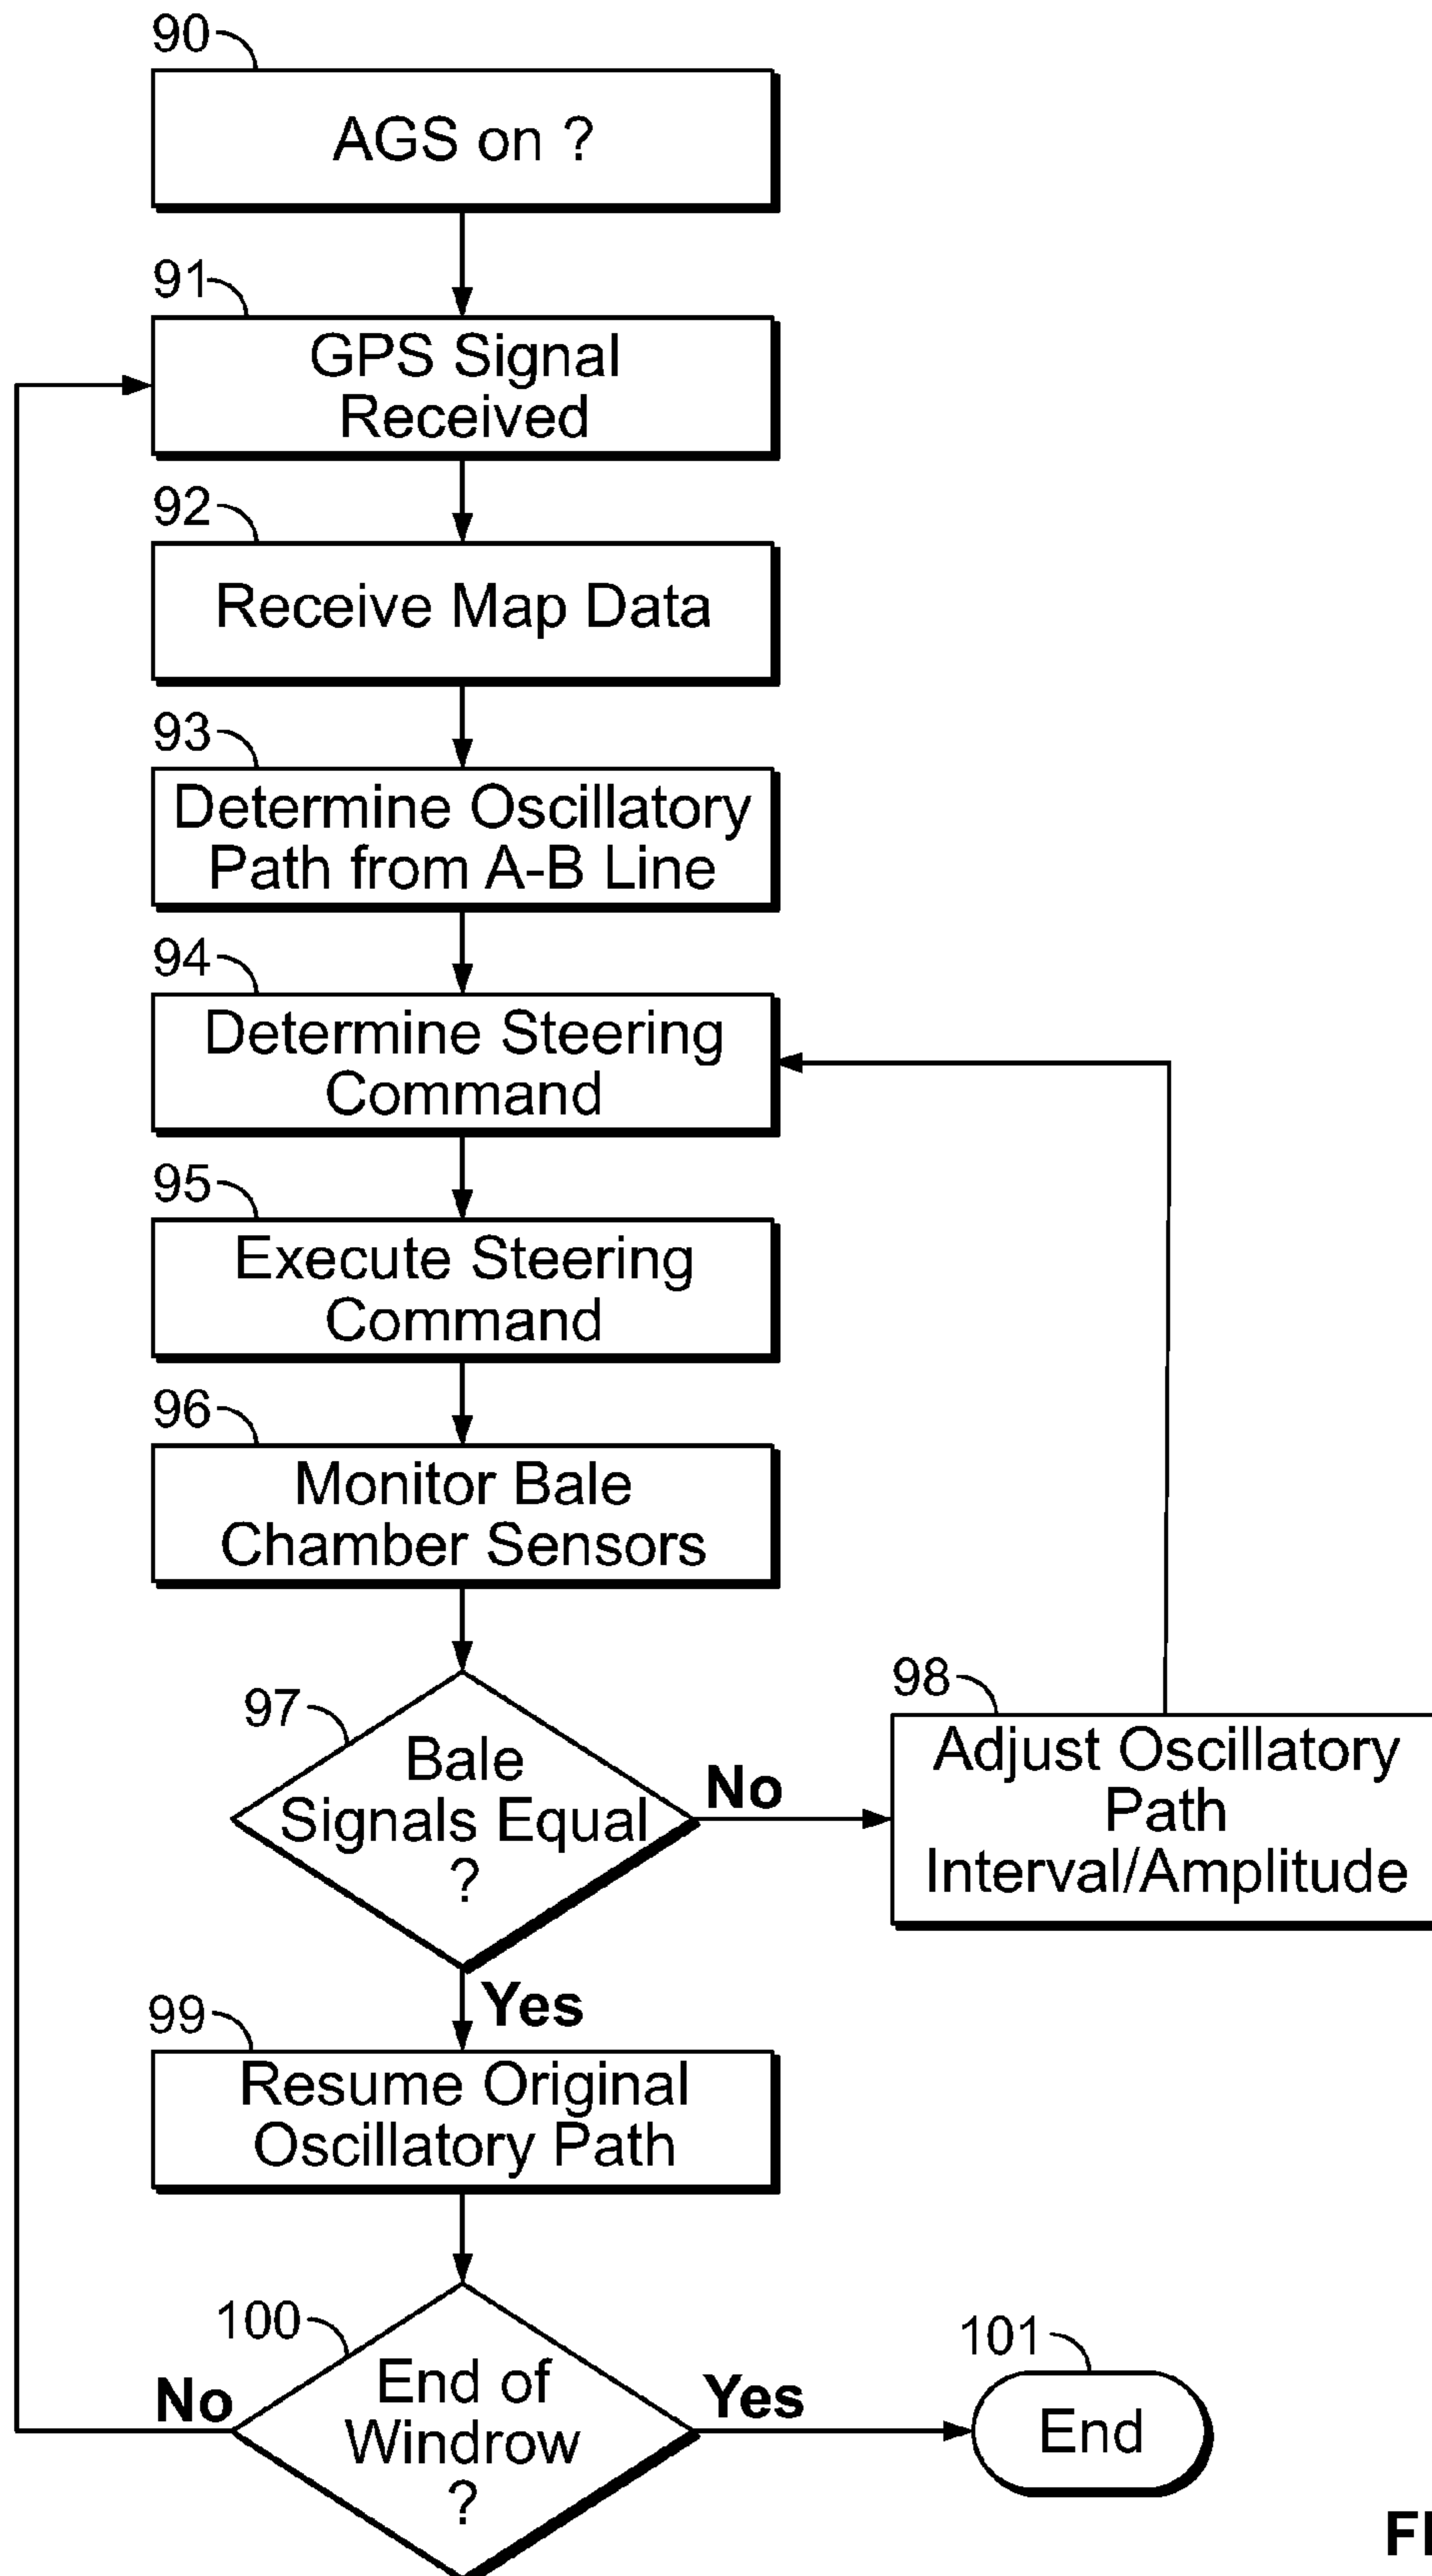 90
AGS on ?
91
GPS Signal
Received
92
Receive Map Data
93
Determine Oscillatory
Path from A-B Line
94
Determine Steering
Command
95
Execute Steering
Command
96
Monitor Bale
Chamber Sensors
97
Bale
Signals Equal
?
No
98
Adjust Oscillatory
Path
Interval/Amplitude
Yes
99
Resume Original
Oscillatory Path
100
No
End of
Windrow
?
Yes
101
End